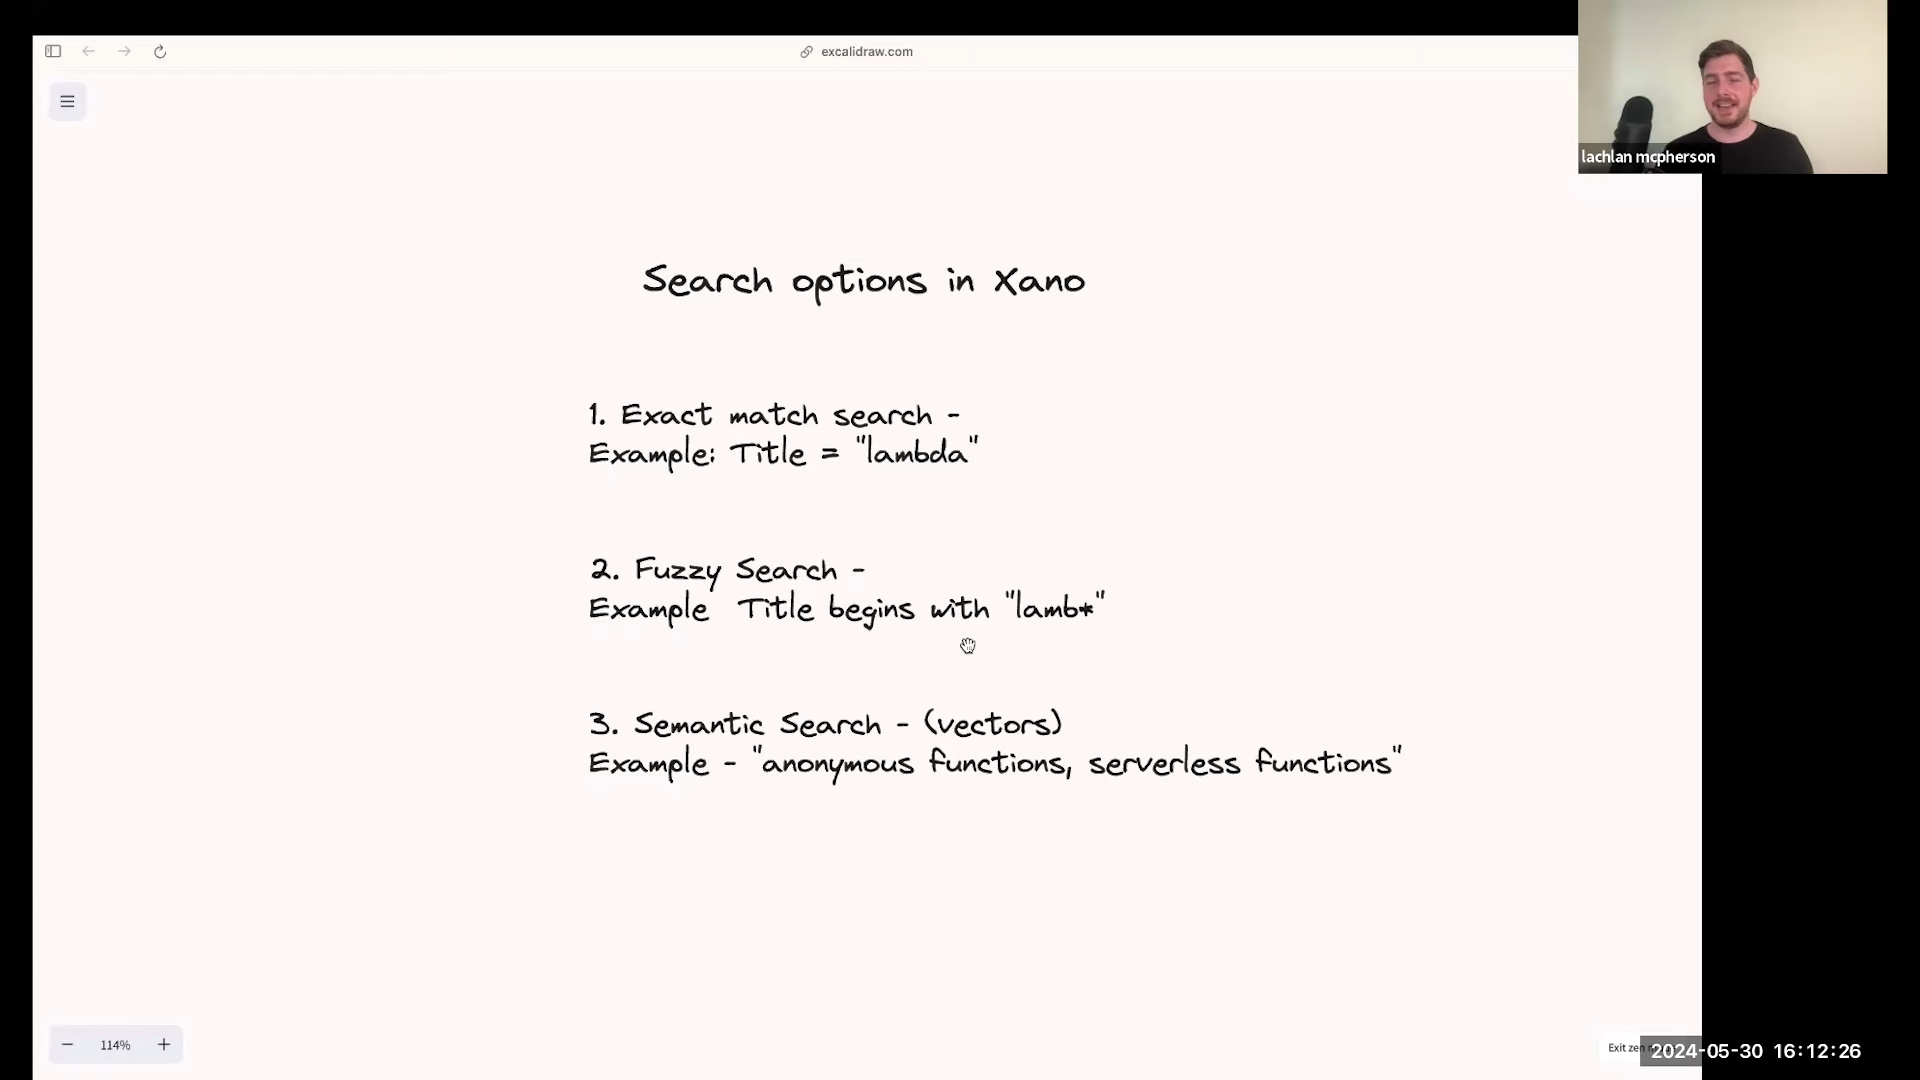 excalidraw.com
lachlan mcpherson
Search options in Xano
1. Exact match search -
Example: Title = "lambda"
2. Fuzzy Search -
Example Title begins with "lamb*"
3. Semantic Search - (vectors)
Example - "anonymous functions, serverless functions"
114%
Exit zen
2024-05-30 16:12:26